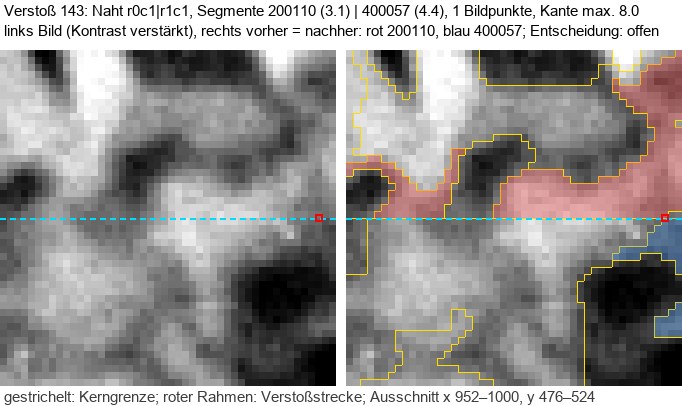 Verstoß 143: Naht r0c1|r1c1, Segmente 200110 (3.1) | 400057 (4.4), 1 Bildpunkte, Kante max. 8.0
links Bild (Kontrast verstärkt), rechts vorher = nachher: rot 200110, blau 400057; Entscheidung: offen
gestrichelt: Kerngrenze; roter Rahmen: Verstoßstrecke; Ausschnitt x 952–1000, y 476–524